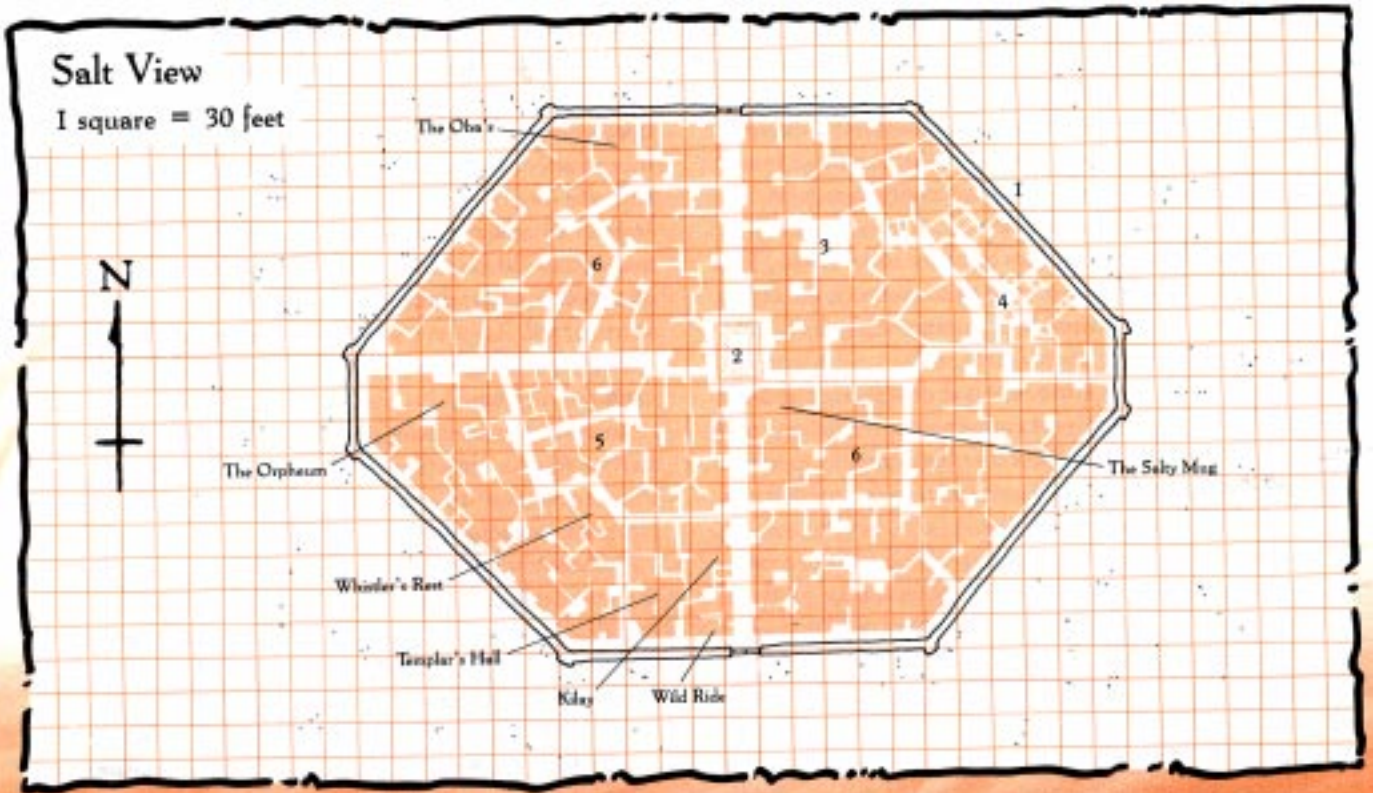 Salt View
1 square = 30 feet
The Oba's
1
N
3
6
4
2
5
6
The Orpheum
The Salty Mug
Whistler's Rest
Templar's Hall
Kilay
Wild Ride